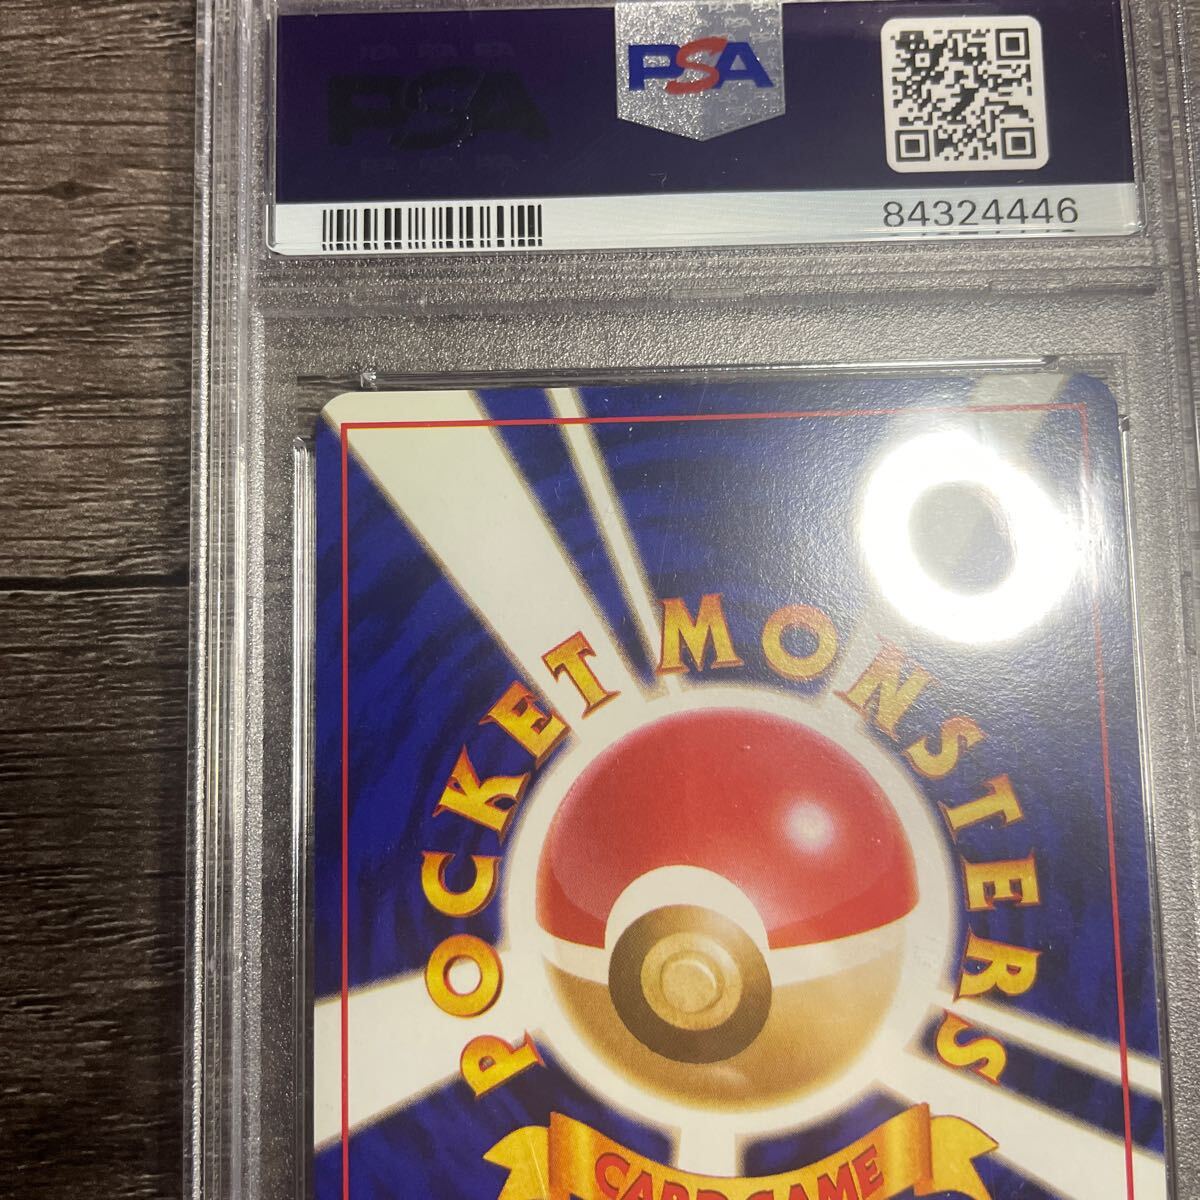 PSA
PSA
84324446
POCKET MONSTERS
CARD GAME